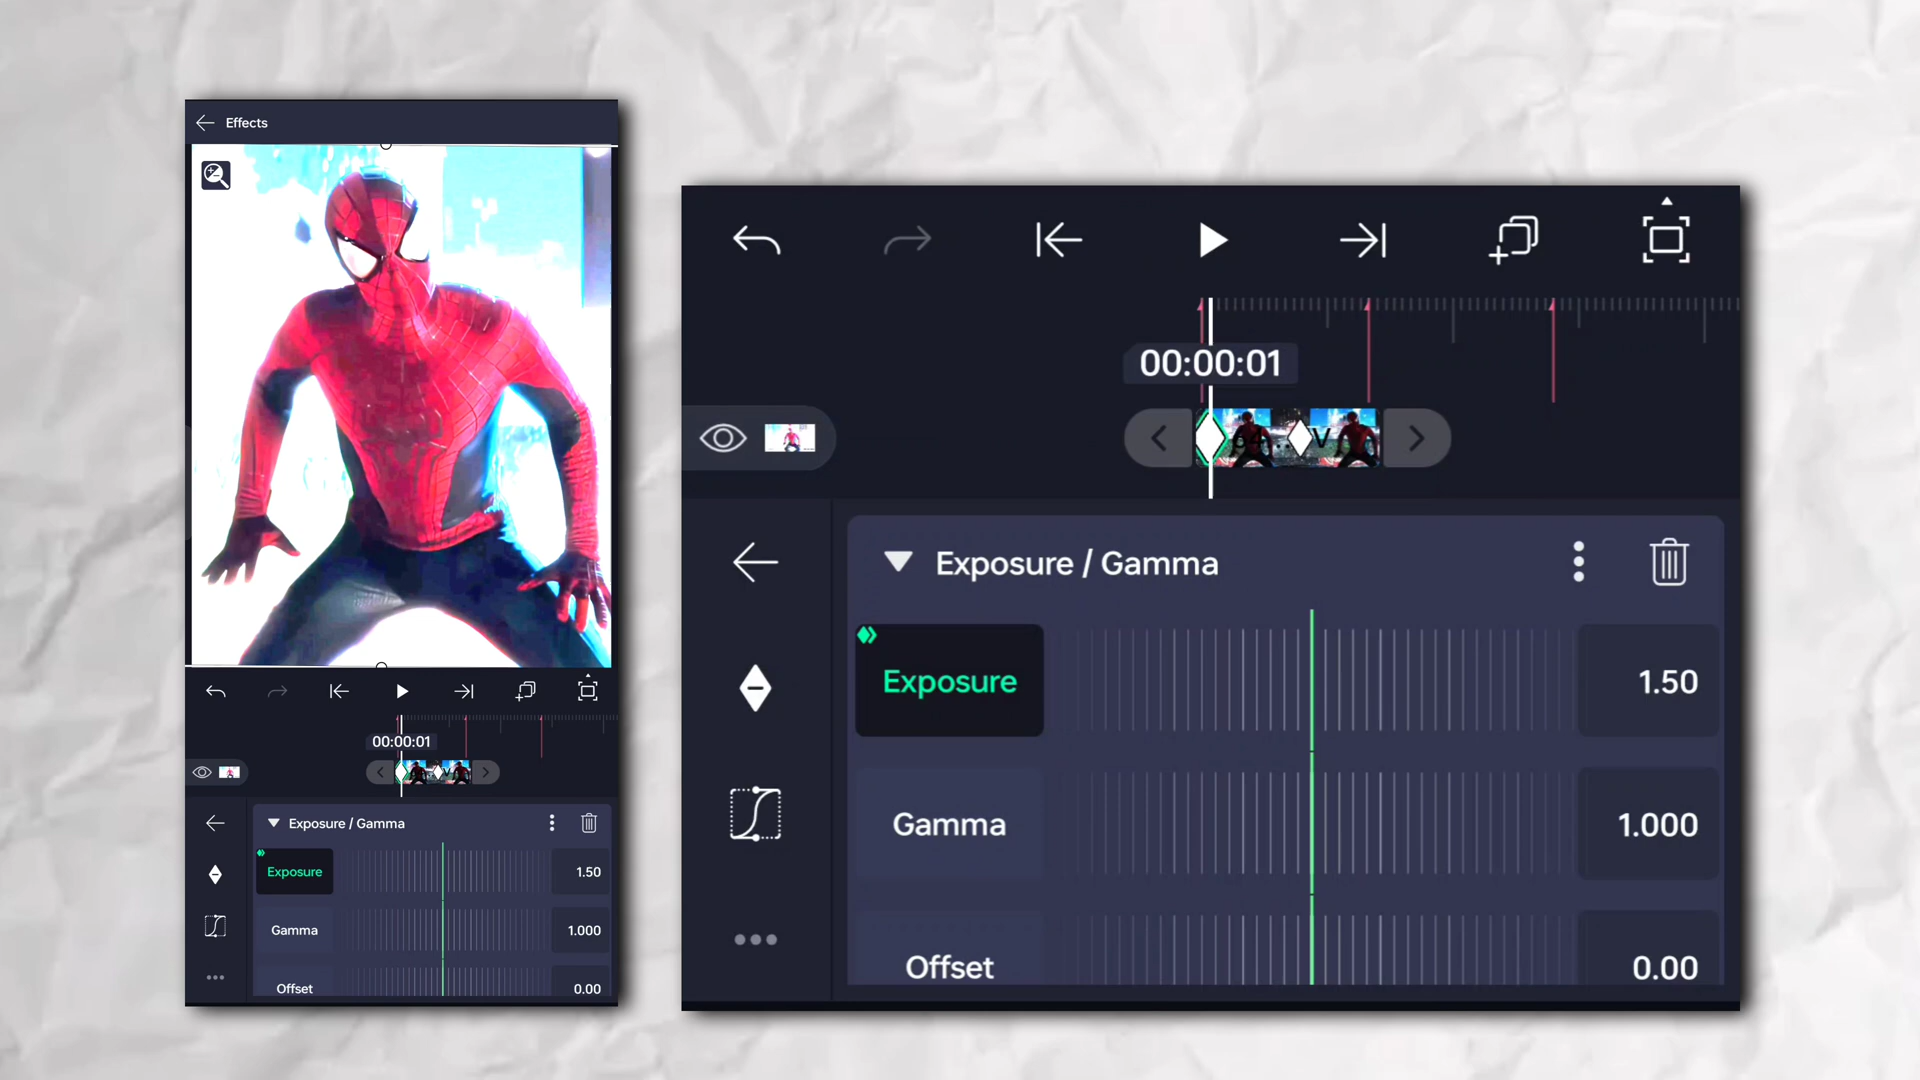 Effects
00:00:01
Exposure / Gamma
Exposure
1.50
Gamma
1.000
Offset
0.00
00:00:01
Exposure / Gamma
Exposure
1.50
Gamma
1.000
Offset
0.00